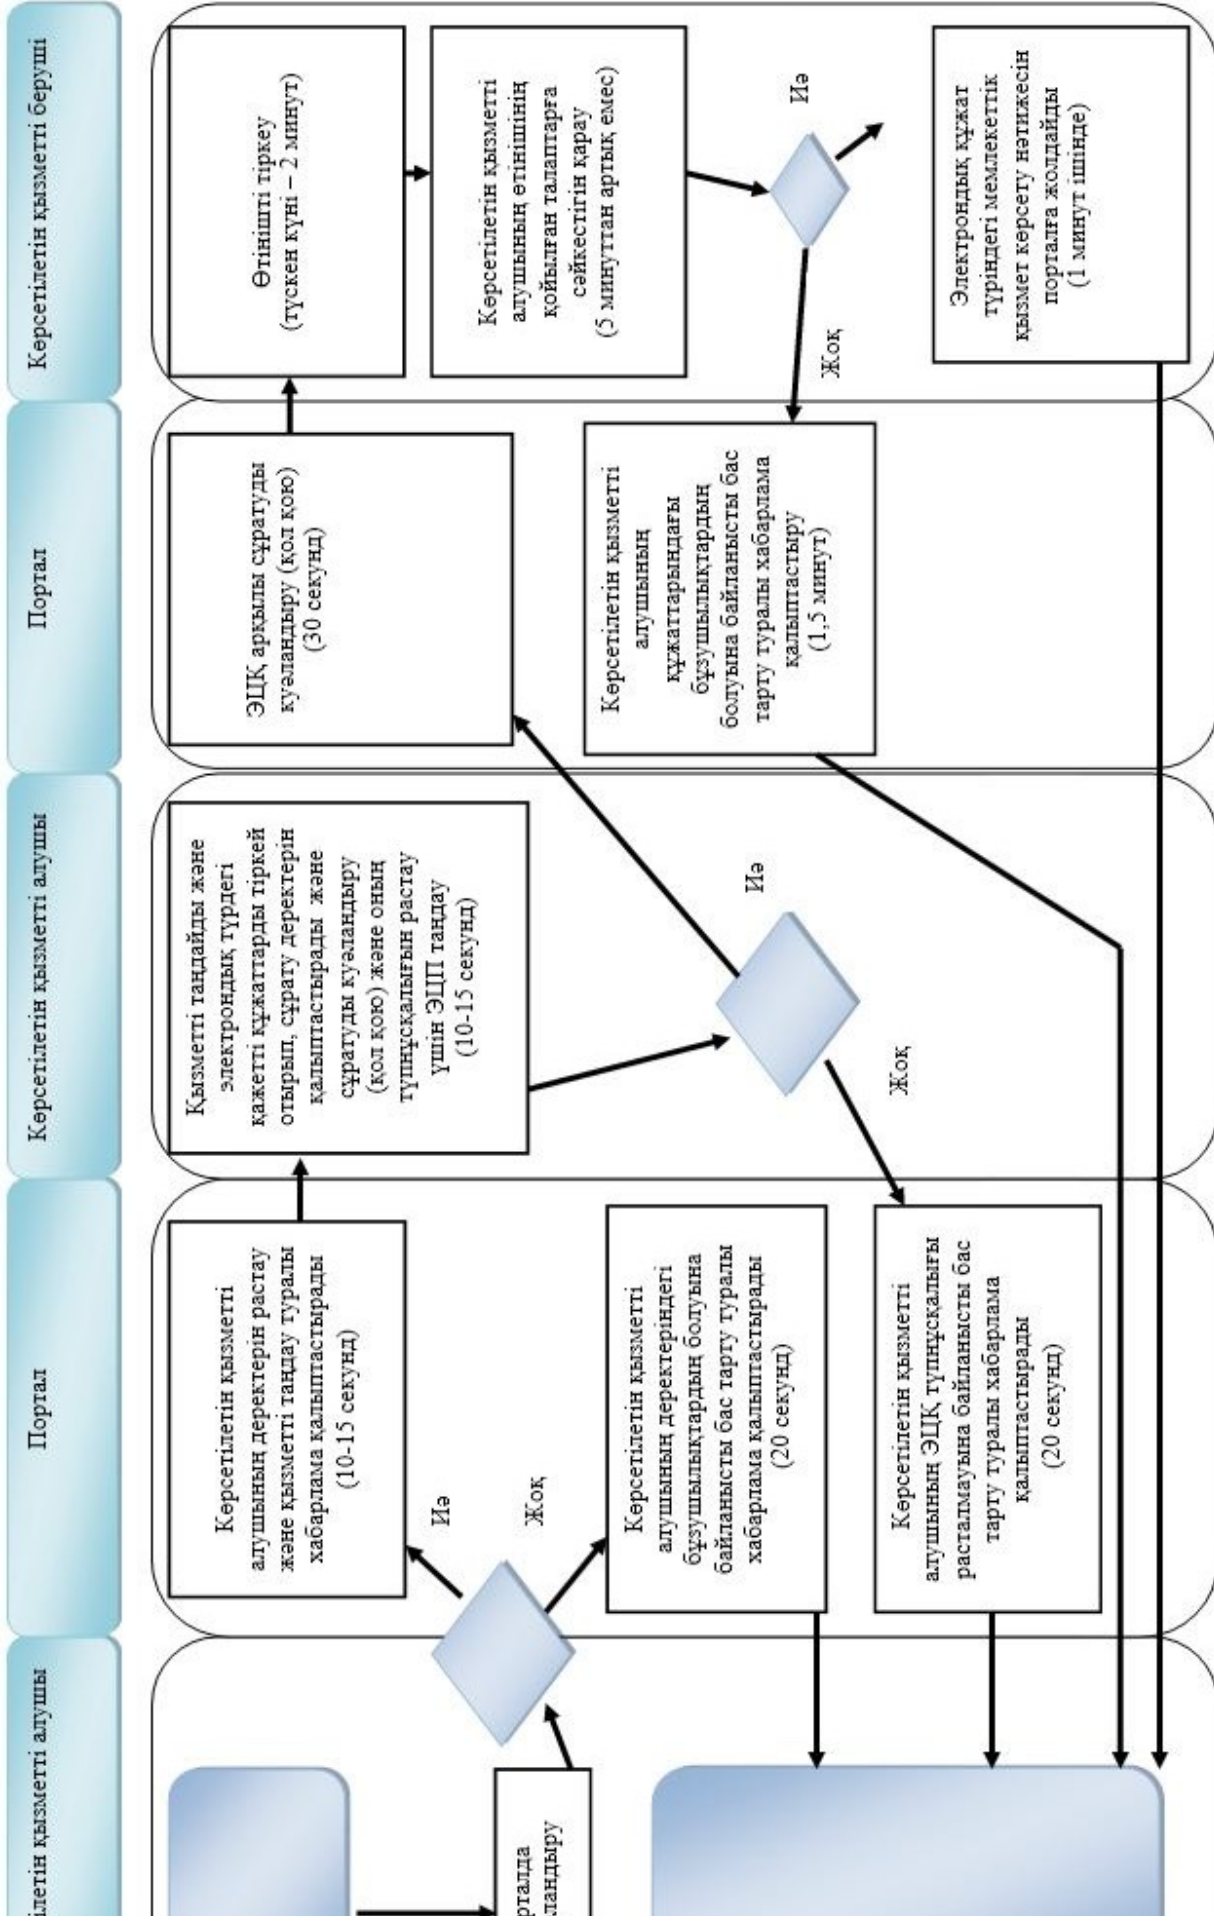 ілетін қызметті алушы
Портал
Көрсетілетін қызметті алушы
Портал
Көрсетілетін қызметті беруші
Көрсетілетін қызметті
алушының деректерін растау
және қызметті таңдау туралы
хабарлама қалыптастырады
(10-15 секунд)
Қызметті таңдайды және
электрондық түрдегі
қажетті құжаттарды тіркей
отырып, сұрату деректерін
қалыптастырады және
сұратуды куәландыру
(қол қою) және оның
түпнұсқалығын растау
үшін ЭЦП таңдау
(10-15 секунд)
ЭЦҚ арқылы сұратуды
куәландыру (қол қою)
(30 секунд)
Өтінішті тіркеу
(түскен күні – 2 минут)
Көрсетілетін қызметті
алушының өтінішінің
қойылған талаптарға
сәйкестігін қарау
(5 минуттан артық емес)
Иә
Жоқ
Иә
Жоқ
Иә
Жоқ
рталда
ландыру
Көрсетілетін қызметті
алушының деректеріндегі
бұзушылықтардың болуына
байланысты бас тарту туралы
хабарлама қалыптастырады
(20 секунд)
Көрсетілетін қызметті
алушының ЭЦҚ түпнұсқалығы
расталмауына байланысты бас
тарту туралы хабарлама
қалыптастырады
(20 секунд)
Көрсетілетін қызметті
алушының
құжаттарындағы
бұзушылықтардың
болуына байланысты бас
тарту туралы хабарлама
қалыптастыру
(1,5 минут)
Электрондық құжат
түріндегі мемлекеттік
қызмет көрсету нәтижесін
порталға жолдайды
(1 минут ішінде)